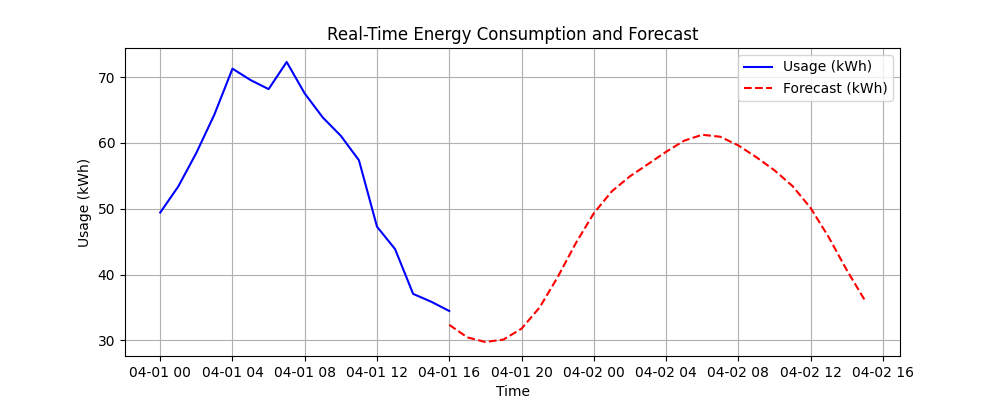 Real-Time Energy Consumption and Forecast
Usage (kWh)
Forecast (kWh)
Usage (kWh)
70
60
50
40
30
04-01 00 04-01 04 04-01 08 04-01 12 04-01 16 04-01 20 04-02 00 04-02 04 04-02 08 04-02 12 04-02 16
Time